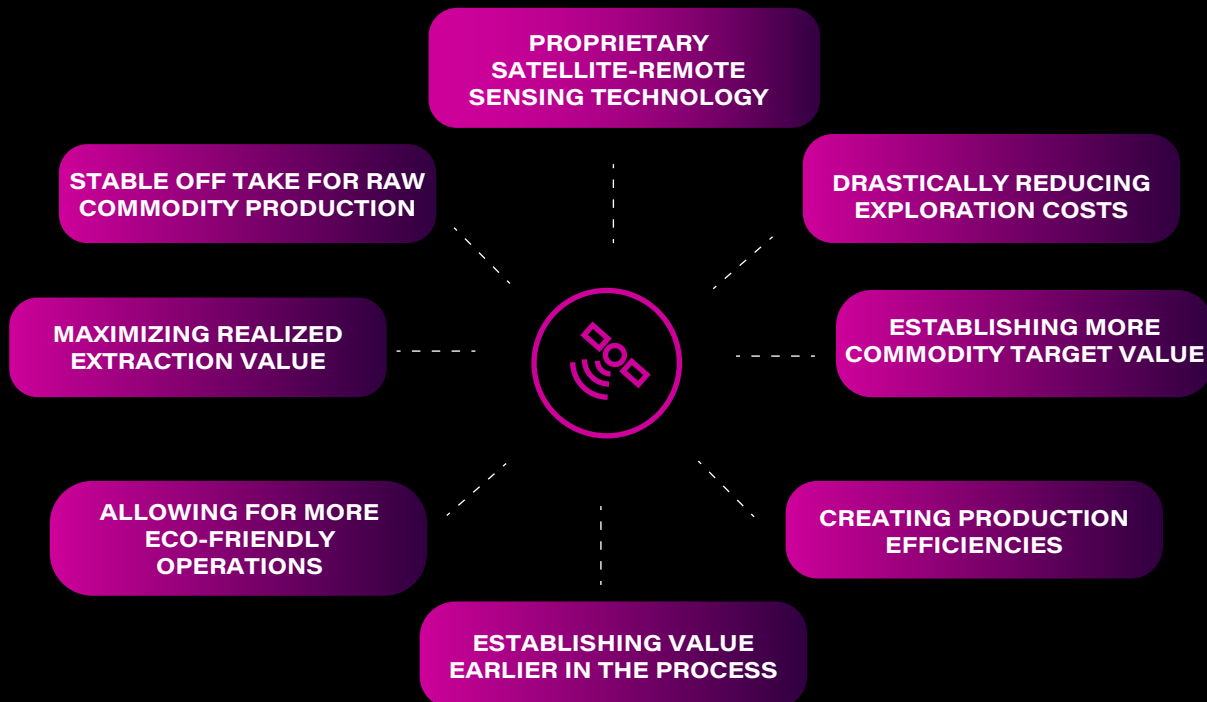 PROPRIETARY
SATELLITE-REMOTE
SENSING TECHNOLOGY
STABLE OFF TAKE FOR RAW
COMMODITY PRODUCTION
DRASTICALLY REDUCING
EXPLORATION COSTS
MAXIMIZING REALIZED
EXTRACTION VALUE
ESTABLISHING MORE
COMMODITY TARGET VALUE
ALLOWING FOR MORE
ECO-FRIENDLY
OPERATIONS
CREATING PRODUCTION
EFFICIENCIES
ESTABLISHING VALUE
EARLIER IN THE PROCESS